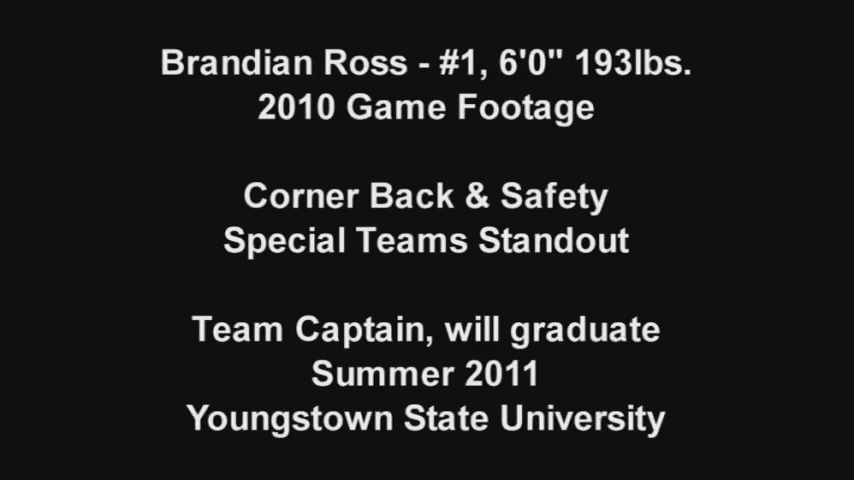 Brandian Ross - #1, 6'0" 193lbs.
2010 Game Footage
Corner Back & Safety
Special Teams Standout
Team Captain, will graduate
Summer 2011
Youngstown State University